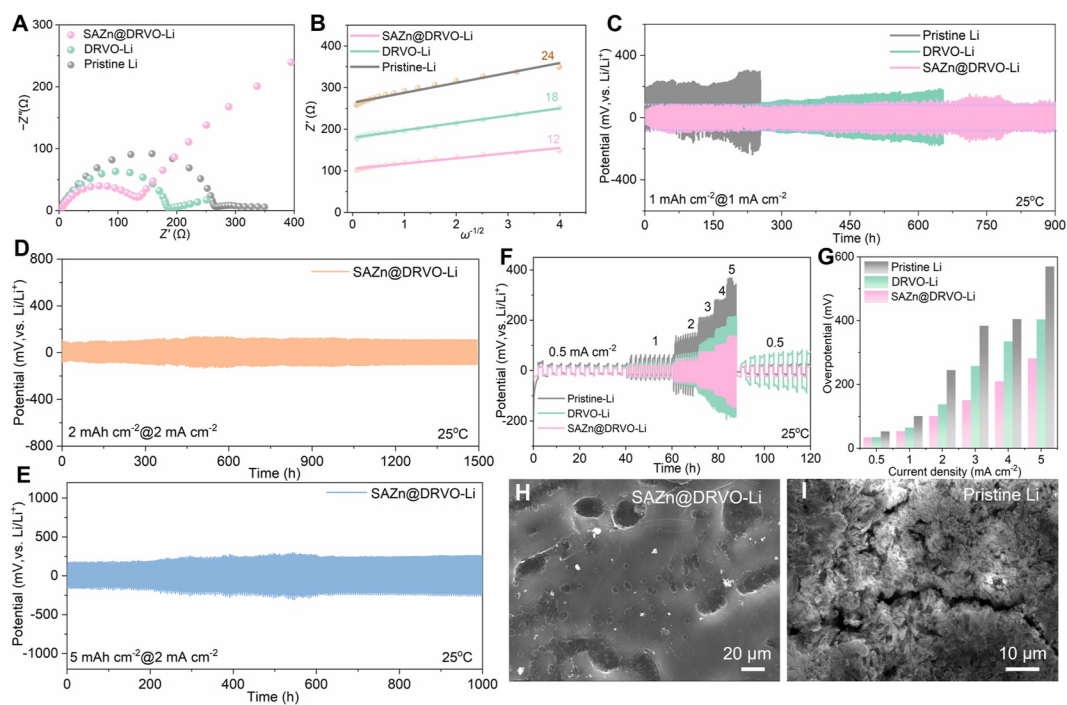 A
SAZn@DRVO-Li
DRVO-Li
Pristine Li
-Z″(Ω)
-300
-200
-100
0
0 100 200 300 400
Z′ (Ω)
B
SAZn@DRVO-Li
DRVO-Li
Pristine-Li
24
18
12
Z′ (Ω)
400
350
300
250
200
150
100
50
0
0 1 2 3 4
ω-1/2
C
Pristine Li
DRVO-Li
SAZn@DRVO-Li
Potential (mV,vs. Li/Li+)
400
0
-400
1 mAh cm-2@1 mA cm-2
25°C
0 150 300 450 600 750 900
Time (h)
D
SAZn@DRVO-Li
Potential (mV,vs. Li/Li+)
800
400
0
-400
-800
2 mAh cm-2@2 mA cm-2
25°C
0 300 600 900 1200 1500
Time (h)
E
SAZn@DRVO-Li
Potential (mV,vs. Li/Li+)
1000
750
500
250
0
-250
-500
-1000
5 mAh cm-2@2 mA cm-2
25°C
0 200 400 600 800 1000
Time (h)
F
Potential (mV,vs. Li/Li+)
400
200
0
-200
0.5 mA cm-2
1
2
3
4
5
0.5
Pristine-Li
DRVO-Li
SAZn@DRVO-Li
25°C
0 20 40 60 80 100 120
Time (h)
G
Pristine Li
DRVO-Li
SAZn@DRVO-Li
Overpotential (mV)
600
400
200
0
0.5 1 2 3 4 5
Current density (mA cm-2)
H
SAZn@DRVO-Li
20 μm
I
Pristine Li
10 μm